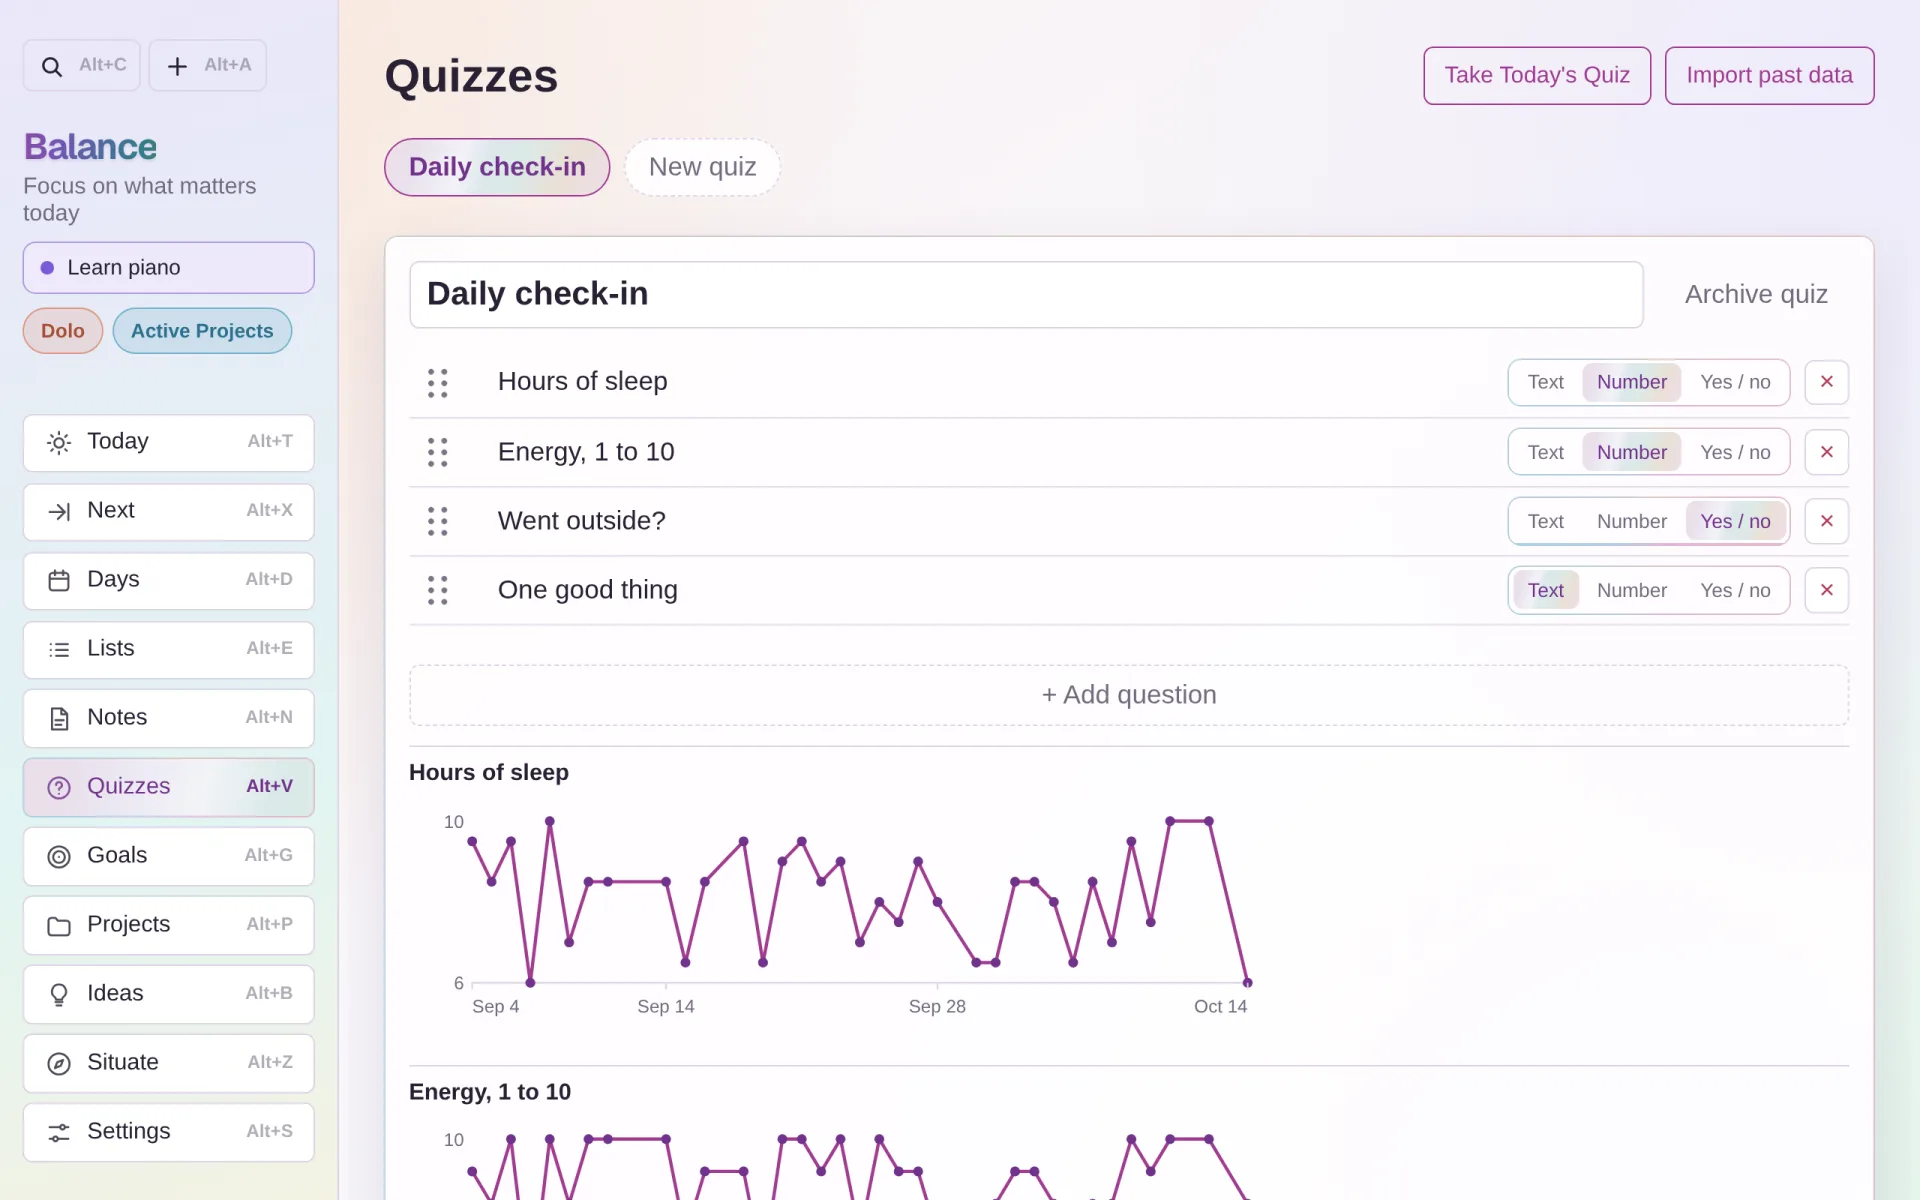 Alt+C
Alt+A
Balance
Focus on what matters
today
Learn piano
Dolo
Active Projects
Today Alt+T
Next Alt+X
Days Alt+D
Lists Alt+E
Notes Alt+N
Quizzes Alt+V
Goals Alt+G
Projects Alt+P
Ideas Alt+B
Situate Alt+Z
Settings Alt+S
Quizzes
Take Today's Quiz
Import past data
Daily check-in
New quiz
Daily check-in
Archive quiz
Hours of sleep Text Number Yes / no ×
Energy, 1 to 10 Text Number Yes / no ×
Went outside? Text Number Yes / no ×
One good thing Text Number Yes / no ×
+ Add question
Hours of sleep
10
6
Sep 4 Sep 14 Sep 28 Oct 14
Energy, 1 to 10
10